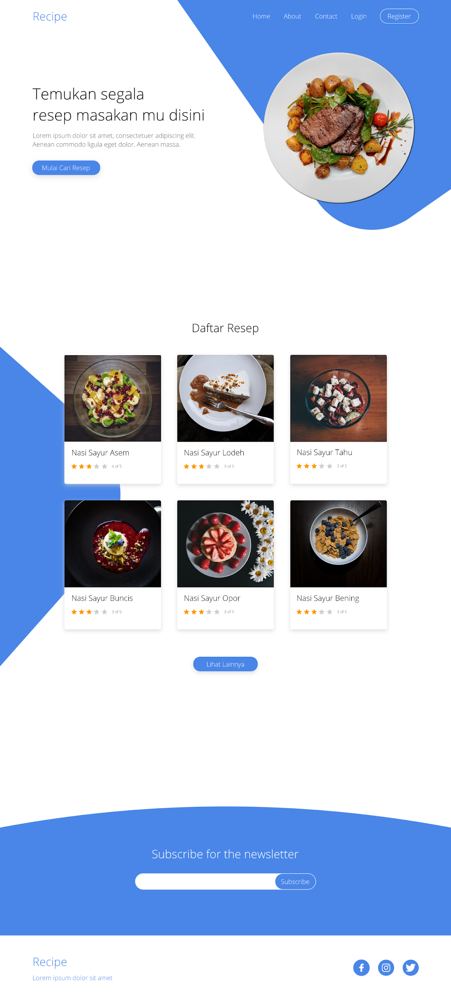 Recipe
Home
About
Contact
Login
Register
Temukan segala
resep masakan mu disini
Lorem ipsum dolor sit amet, consectetuer adipiscing elit.
Aenean commodo ligula eget dolor. Aenean massa.
Mulai Cari Resep
Daftar Resep
Nasi Sayur Asem
4 of 5
Nasi Sayur Lodeh
3 of 5
Nasi Sayur Tahu
3 of 5
Nasi Sayur Buncis
3 of 5
Nasi Sayur Opor
3 of 5
Nasi Sayur Bening
3 of 5
Lihat Lainnya
Subscribe for the newsletter
Subscribe
Recipe
Lorem ipsum dolor sit amet